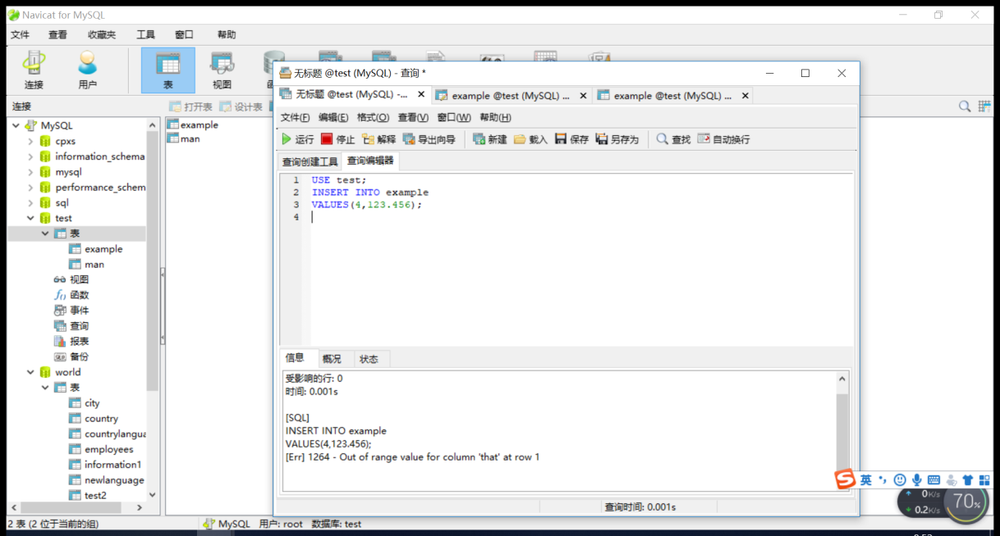 Navicat for MySQL
文件 查看 收藏夹 工具 窗口 帮助
连接 用户 表 视图
连接 打开表 设计表
MySQL
cpxs
information_schema
mysql
performance_schem
sql
test
表
example
man
视图
函数
事件
查询
报表
备份
world
表
city
country
countrylangua
employees
information1
newlanguage
test2
example
man
无标题 @test (MySQL) - 查询 *
无标题 @test (MySQL) -... example @test (MySQL) ... example @test (MySQL) ...
文件(F) 编辑(E) 格式(O) 查看(V) 窗口(W) 帮助(H)
运行 停止 解释 导出向导 新建 载入 保存 另存为 查找 自动换行
查询创建工具 查询编辑器
1 USE test;
2 INSERT INTO example
3 VALUES(4,123.456);
4
信息 概况 状态
受影响的行: 0
时间: 0.001s
[SQL]
INSERT INTO example
VALUES(4,123.456);
[Err] 1264 - Out of range value for column 'that' at row 1
查询时间: 0.001s
英
0K/s
0.2K/s
70%
2 表 (2 位于当前的组) MySQL 用户: root 数据库: test